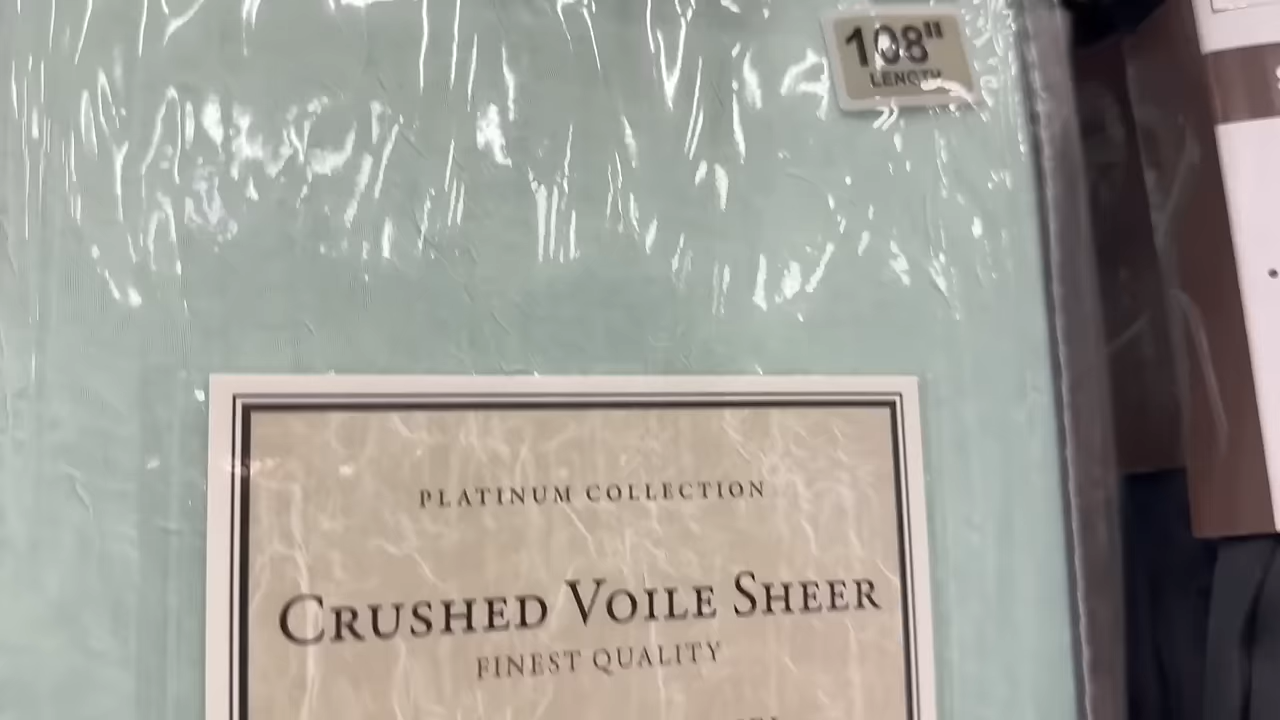 108"
LENGTH
PLATINUM COLLECTION
CRUSHED VOILE SHEER
FINEST QUALITY